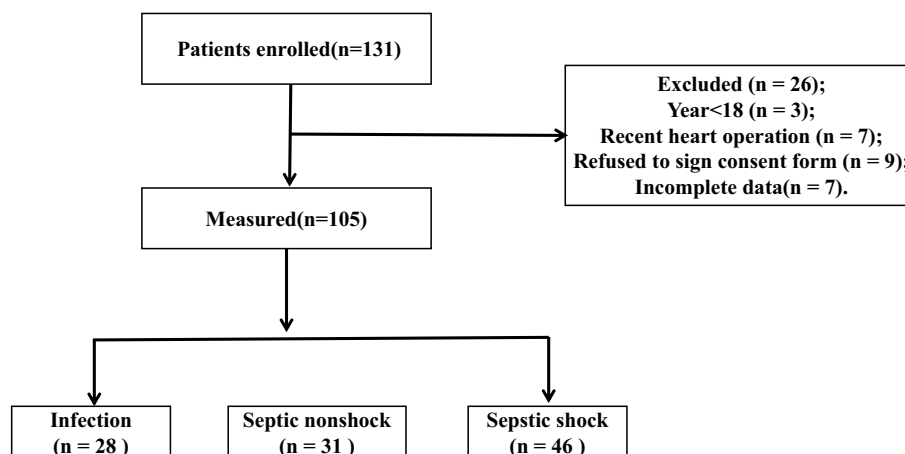 Patients enrolled(n=131)
Excluded (n = 26);
Year<18 (n = 3);
Recent heart operation (n = 7);
Refused to sign consent form (n = 9);
Incomplete data(n = 7).
Measured(n=105)
Infection
(n = 28 )
Septic nonshock
(n = 31 )
Sepstic shock
(n = 46 )